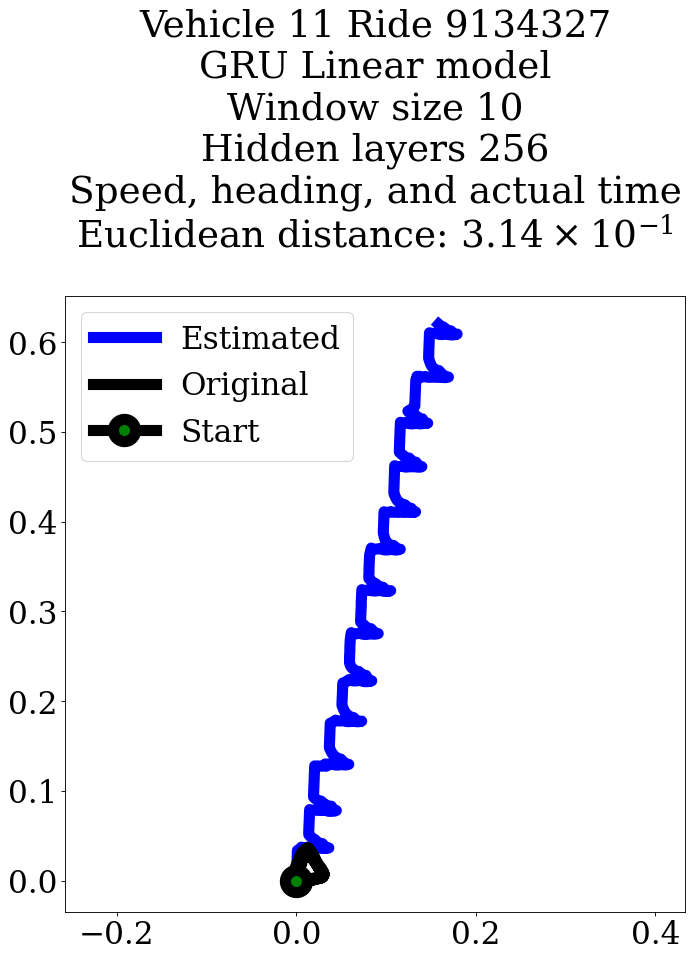 Vehicle 11 Ride 9134327
GRU Linear model
Window size 10
Hidden layers 256
Speed, heading, and actual time
Euclidean distance: 3.14 × 10⁻¹
Estimated
Original
Start
0.6
0.5
0.4
0.3
0.2
0.1
0.0
−0.2 0.0 0.2 0.4